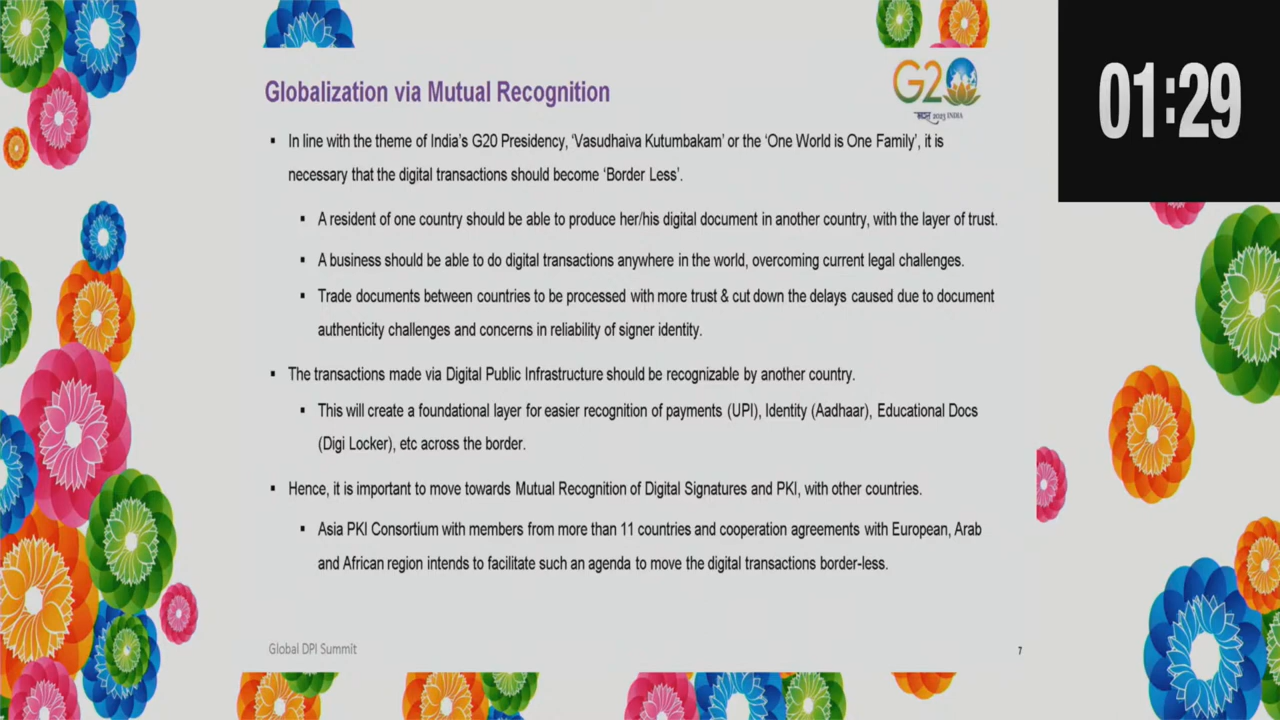 Globalization via Mutual Recognition
G20
2023 INDIA
01:29
▪ In line with the theme of India's G20 Presidency, 'Vasudhaiva Kutumbakam' or the 'One World is One Family', it is
necessary that the digital transactions should become 'Border Less'.
▪ A resident of one country should be able to produce her/his digital document in another country, with the layer of trust.
▪ A business should be able to do digital transactions anywhere in the world, overcoming current legal challenges.
▪ Trade documents between countries to be processed with more trust & cut down the delays caused due to document
authenticity challenges and concerns in reliability of signer identity.
▪ The transactions made via Digital Public Infrastructure should be recognizable by another country.
▪ This will create a foundational layer for easier recognition of payments (UPI), Identity (Aadhaar), Educational Docs
(Digi Locker), etc across the border.
▪ Hence, it is important to move towards Mutual Recognition of Digital Signatures and PKI, with other countries.
▪ Asia PKI Consortium with members from more than 11 countries and cooperation agreements with European, Arab
and African region intends to facilitate such an agenda to move the digital transactions border-less.
Global DPI Summit
7